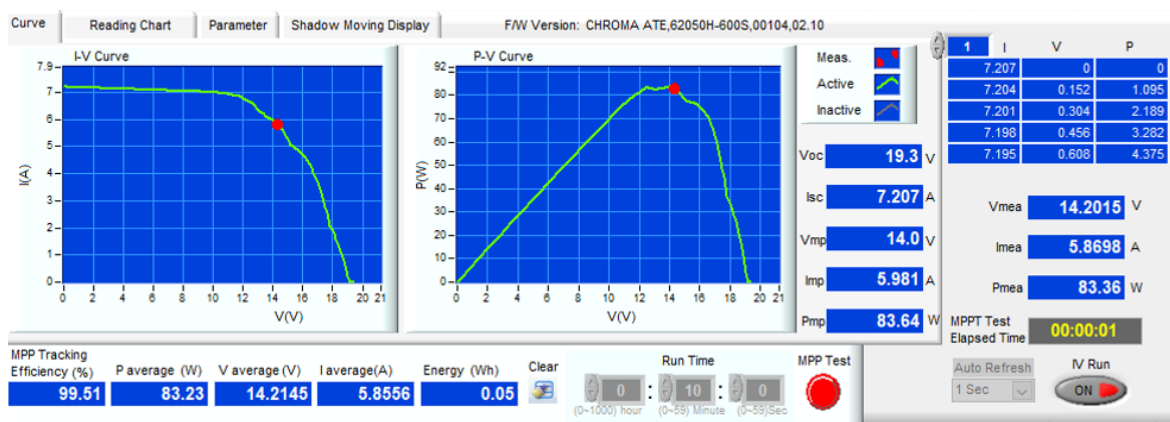 Curve Reading Chart Parameter Shadow Moving Display F/W Version: CHROMA ATE,62050H-600S,00104,02.10
I-V Curve
7.9
7
6
5
4
3
2
1
0
I(A)
0 2 4 6 8 10 12 14 16 18 20 21
V(V)
P-V Curve
92
80
70
60
50
40
30
20
10
0
P(W)
0 2 4 6 8 10 12 14 16 18 20 21
V(V)
Meas.
Active
Inactive
Voc 19.3 V
Isc 7.207 A
Vmp 14.0 V
Imp 5.981 A
Pmp 83.64 W
1 I V P
7.207 0 0
7.204 0.152 1.095
7.201 0.304 2.189
7.198 0.456 3.282
7.195 0.608 4.375
Vmea 14.2015 V
Imea 5.8698 A
Pmea 83.36 W
MPPT Test
Elapsed Time 00:00:01
Auto Refresh
1 Sec
IV Run
ON
MPP Tracking
Efficiency (%) P average (W) V average (V) I average(A) Energy (Wh) Clear
99.51 83.23 14.2145 5.8556 0.05
Run Time
0 : 10 : 0
(0~1000) hour (0~59) Minute (0~59)Sec
MPP Test